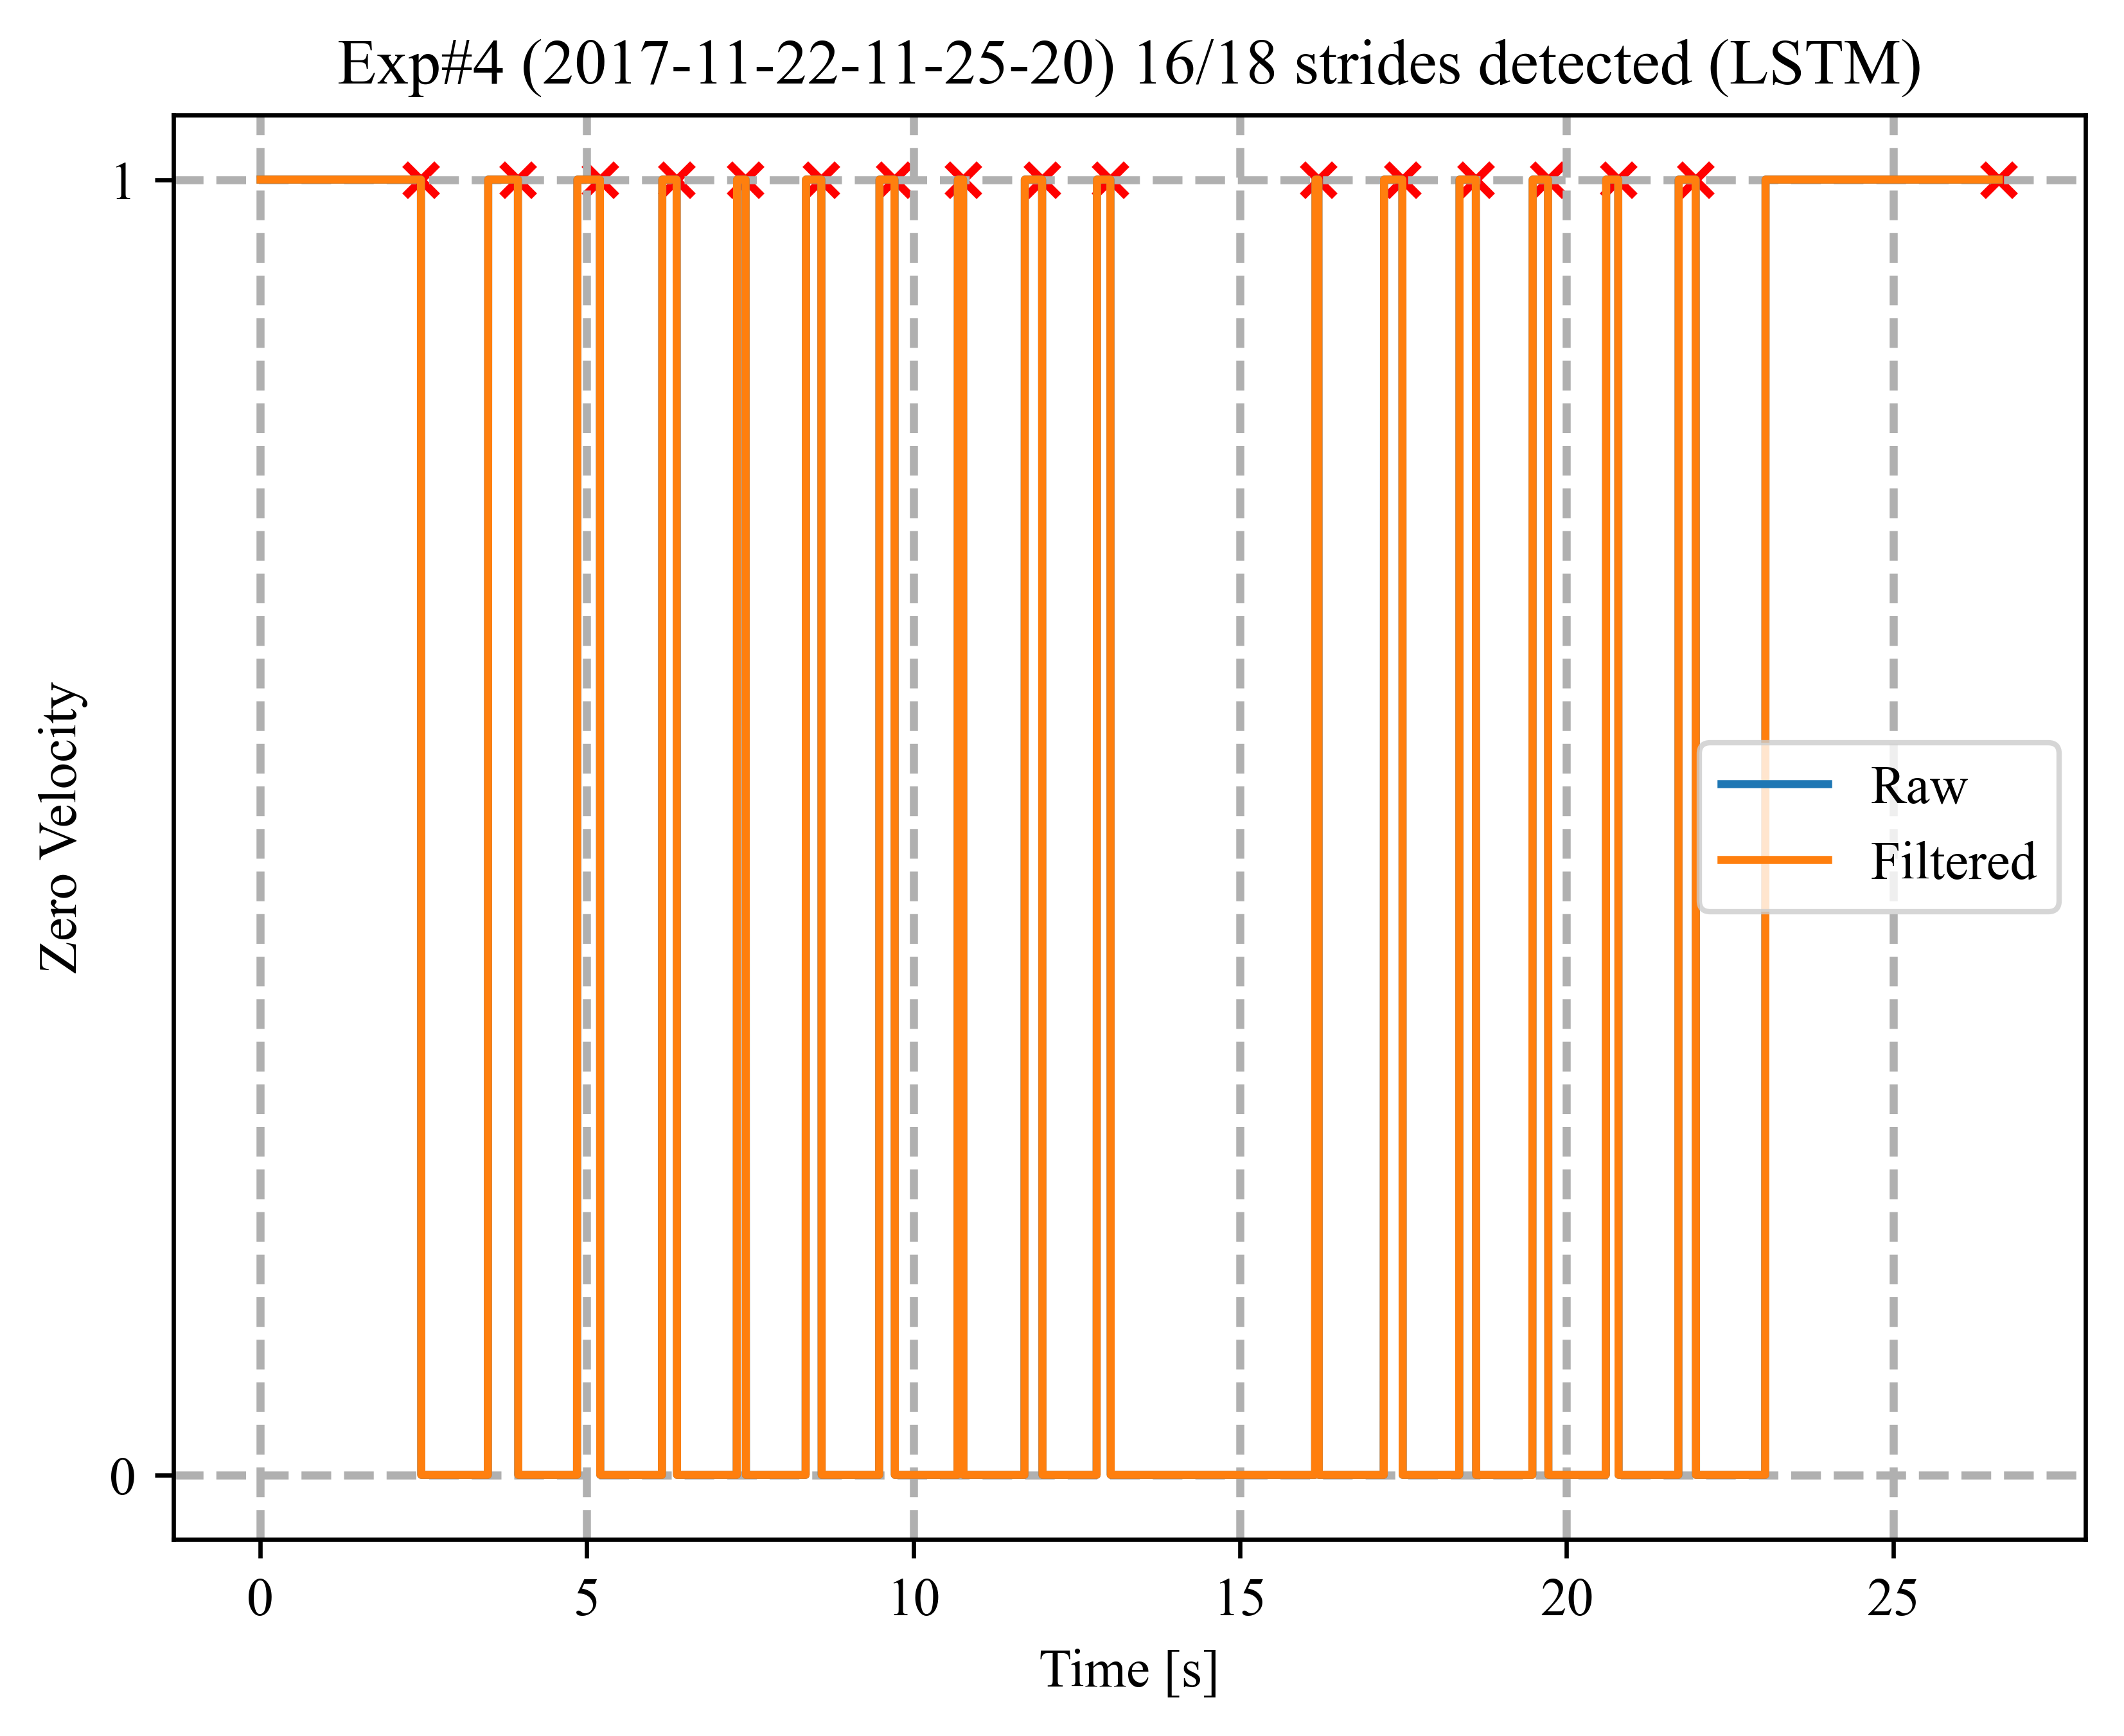 Exp#4 (2017-11-22-11-25-20) 16/18 strides detected (LSTM)
1
Zero Velocity
Raw
Filtered
0
0 5 10 15 20 25
Time [s]